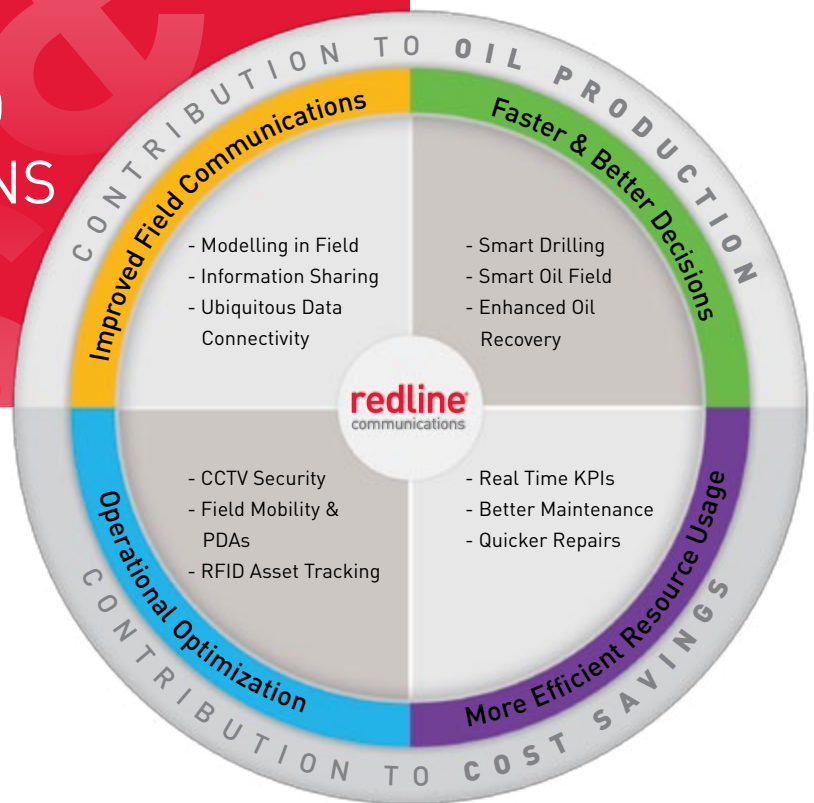 NS
CONTRIBUTION TO OIL PRODUCTION
Improved Field Communications
Faster & Better Decisions
- Modelling in Field
- Information Sharing
- Ubiquitous Data
Connectivity
- Smart Drilling
- Smart Oil Field
- Enhanced Oil
Recovery
redline
communications
- CCTV Security
- Field Mobility &
PDAs
- RFID Asset Tracking
- Real Time KPIs
- Better Maintenance
- Quicker Repairs
Operational Optimization
More Efficient Resource Usage
CONTRIBUTION TO COST SAVINGS